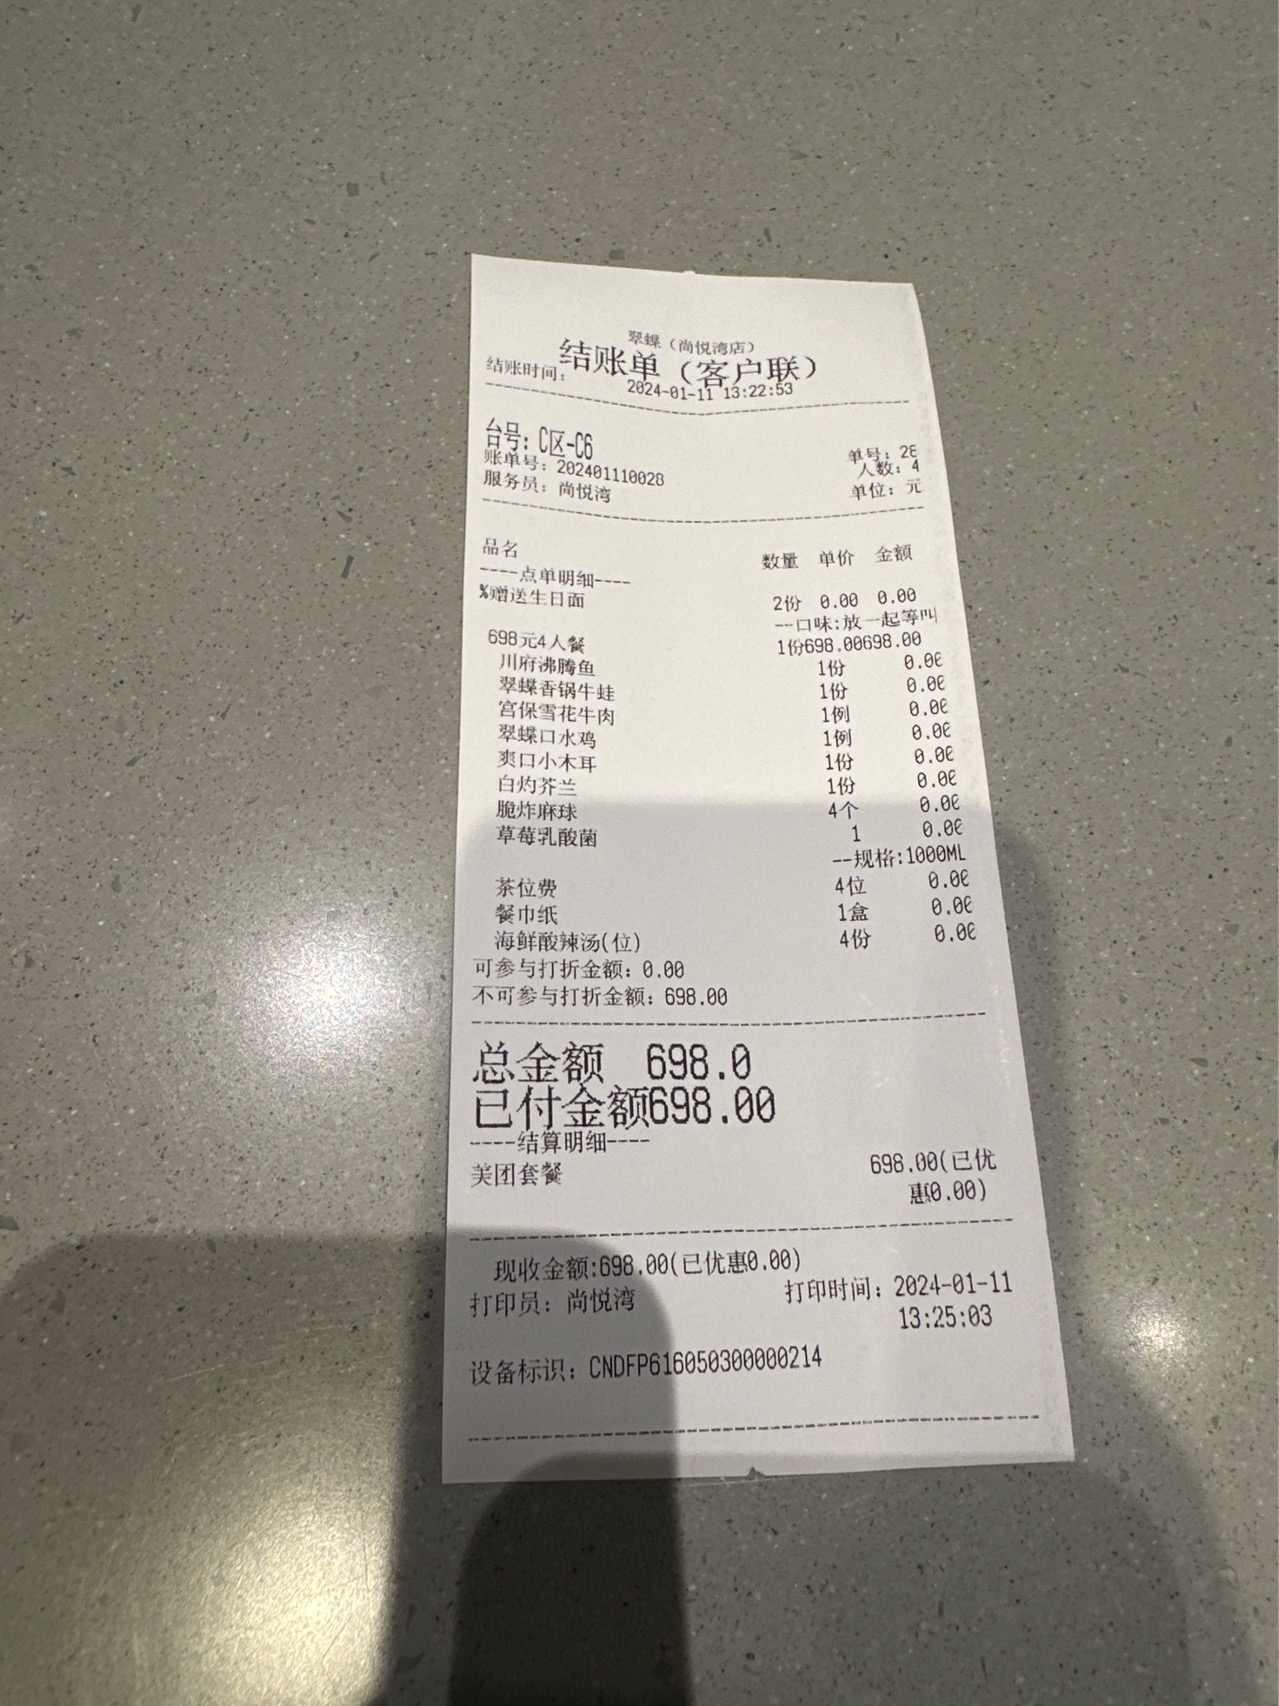 翠蝶（尚悦湾店）
结账单（客户联）
结账时间： 2024-01-11 13:22:53
台号：C区-C6
单号：28
账单号：202401110028
人数：4
服务员：尚悦湾
单位：元
品名 数量 单价 金额
----点单明细----
%赠送生日面 2份 0.00 0.00
--口味:放一起等叫
698元4人餐 1份698.00698.00
川府沸腾鱼 1份 0.00
翠蝶香锅牛蛙 1份 0.00
宫保雪花牛肉 1例 0.00
翠蝶口水鸡 1例 0.00
爽口小木耳 1份 0.00
白灼芥兰 1份 0.00
脆炸麻球 4个 0.00
草莓乳酸菌 1 0.00
--规格:1000ML
茶位费 4位 0.00
餐巾纸 1盒 0.00
海鲜酸辣汤(位) 4份 0.00
可参与打折金额：0.00
不可参与打折金额：698.00
总金额 698.0
已付金额698.00
----结算明细----
美团套餐 698.00(已优
惠0.00)
现收金额:698.00(已优惠0.00)
打印员：尚悦湾 打印时间：2024-01-11
13:25:03
设备标识：CNDFP616050300000214